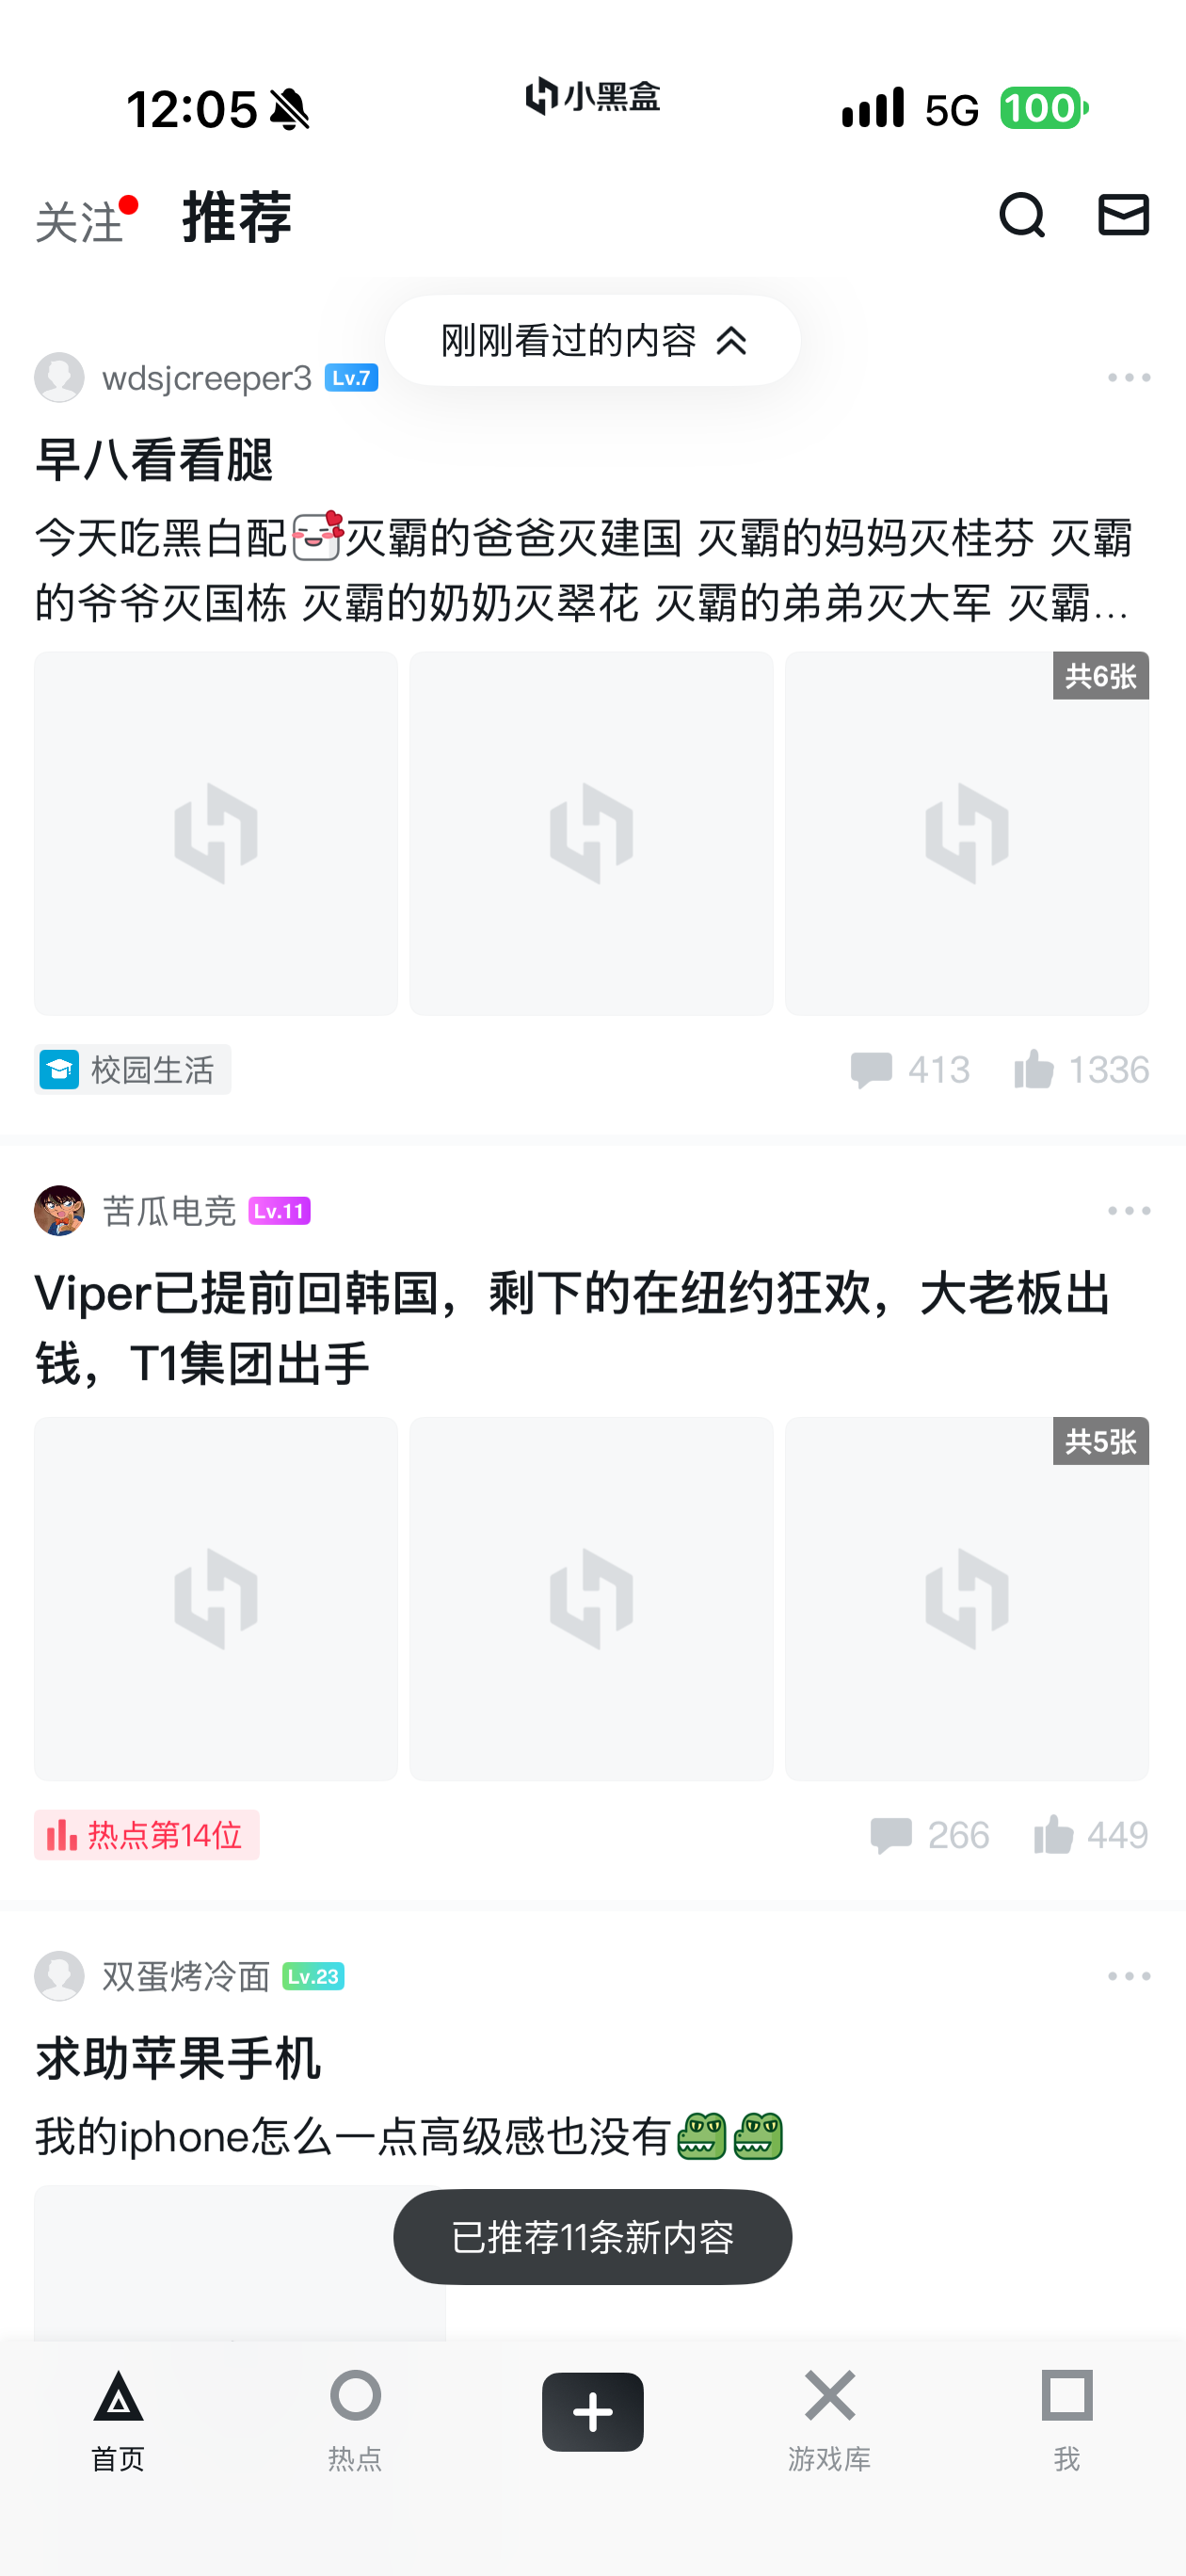 12:05
小黑盒
5G
100
关注
推荐
刚刚看过的内容
wdsjcreeper3 Lv.7
早八看看腿
今天吃黑白配灭霸的爸爸灭建国 灭霸的妈妈灭桂芬 灭霸
的爷爷灭国栋 灭霸的奶奶灭翠花 灭霸的弟弟灭大军 灭霸...
共6张
校园生活
413
1336
苦瓜电竞 Lv.11
Viper已提前回韩国，剩下的在纽约狂欢，大老板出
钱，T1集团出手
共5张
热点第14位
266
449
双蛋烤冷面 Lv.23
求助苹果手机
我的iphone怎么一点高级感也没有
已推荐11条新内容
首页
热点
游戏库
我